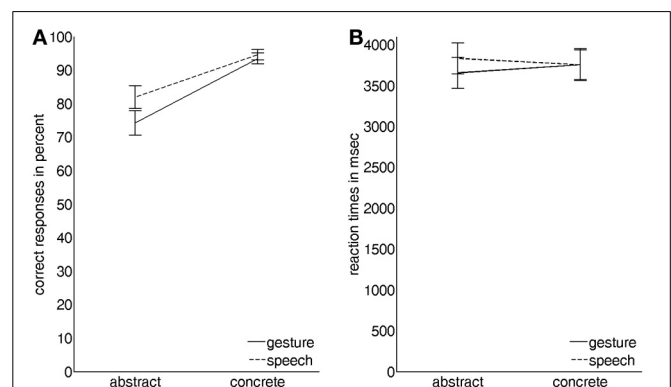 A
correct responses in percent
100
90
80
70
60
50
40
30
20
10
0
abstract
concrete
gesture
speech
B
reaction times in msec
4000
3500
3000
2500
2000
1500
1000
500
0
abstract
concrete
gesture
speech